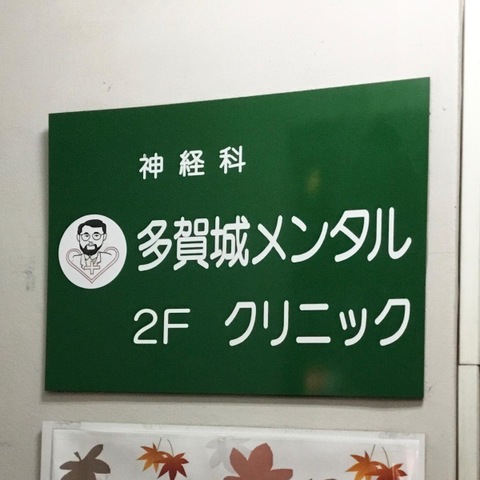 神経科
多賀城メンタル
2F クリニック